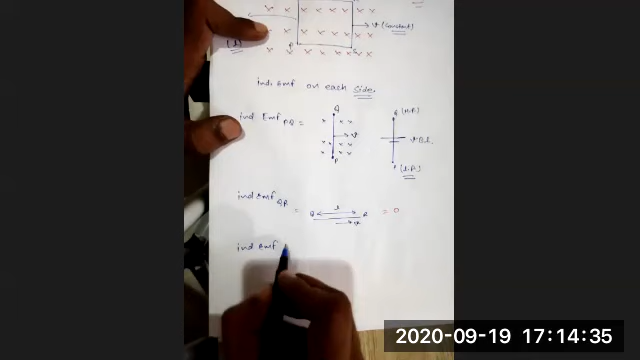 v (constant)
(l)
P
ind. Emf on each side.
ind Emf PQ =
Q
v
P
Q (H.P.)
vBl.
P (L.P.)
ind emf QR = Q l R v = 0
ind emf
2020-09-19 17:14:35